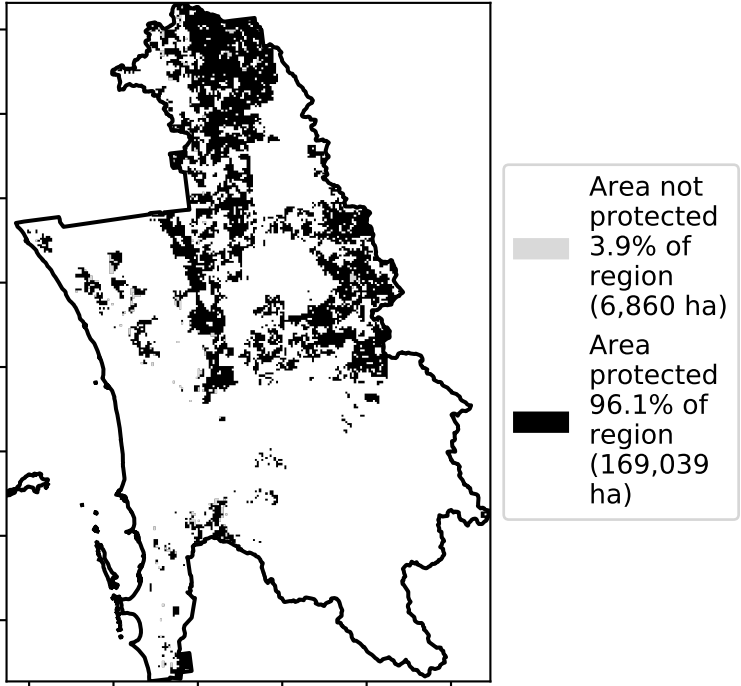 Area not
protected
3.9% of
region
(6,860 ha)
Area
protected
96.1% of
region
(169,039
ha)